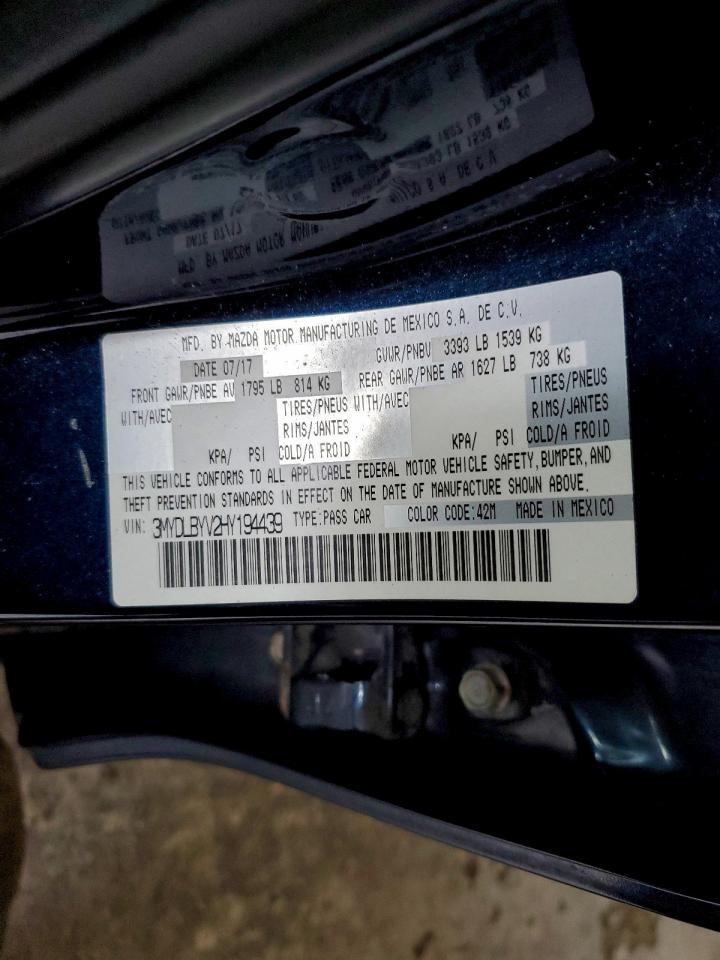 MFD. BY MAZDA MOTOR MANUFACTURING DE MEXICO S.A. DE C.V.
DATE 07/17 GVWR/PNBV 3393 LB 1539 KG
FRONT GAWR/PNBE AV 1795 LB 814 KG REAR GAWR/PNBE AR 1627 LB 738 KG
WITH/AVEC TIRES/PNEUS WITH/AVEC TIRES/PNEUS
RIMS/JANTES RIMS/JANTES
KPA/ PSI COLD/A FROID KPA/ PSI COLD/A FROID
THIS VEHICLE CONFORMS TO ALL APPLICABLE FEDERAL MOTOR VEHICLE SAFETY, BUMPER, AND
THEFT PREVENTION STANDARDS IN EFFECT ON THE DATE OF MANUFACTURE SHOWN ABOVE.
VIN: 3MYDLBYV2HY194439 TYPE:PASS CAR COLOR CODE:42M MADE IN MEXICO